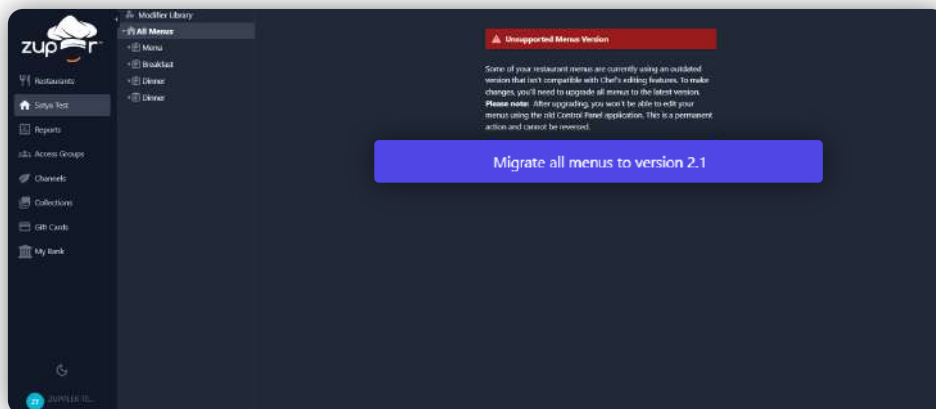 zupp r
Restaurants
Satya Test
Reports
Access Groups
Channels
Collections
Gift Cards
My Bank
ZT
ZUPPLER TE...
Modifier Library
All Menus
Menu
Breakfast
Dinner
Dinner
Unsupported Menus Version
Some of your restaurant menus are currently using an outdated
version that isn't compatible with Chef's editing features. To make
changes, you'll need to upgrade all menus to the latest version.
Please note: After upgrading, you won't be able to edit your
menus using the old Control Panel application. This is a permanent
action and cannot be reversed.
Migrate all menus to version 2.1